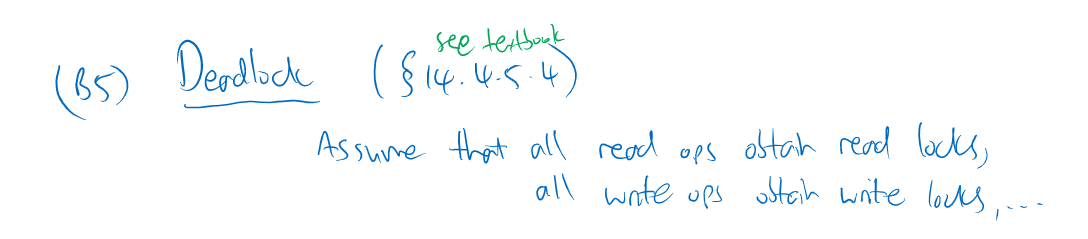 see textbook
(B5) Deadlock (§14.4.5.4)
Assume that all read ops obtain read locks,
all write ops obtain write locks, ....